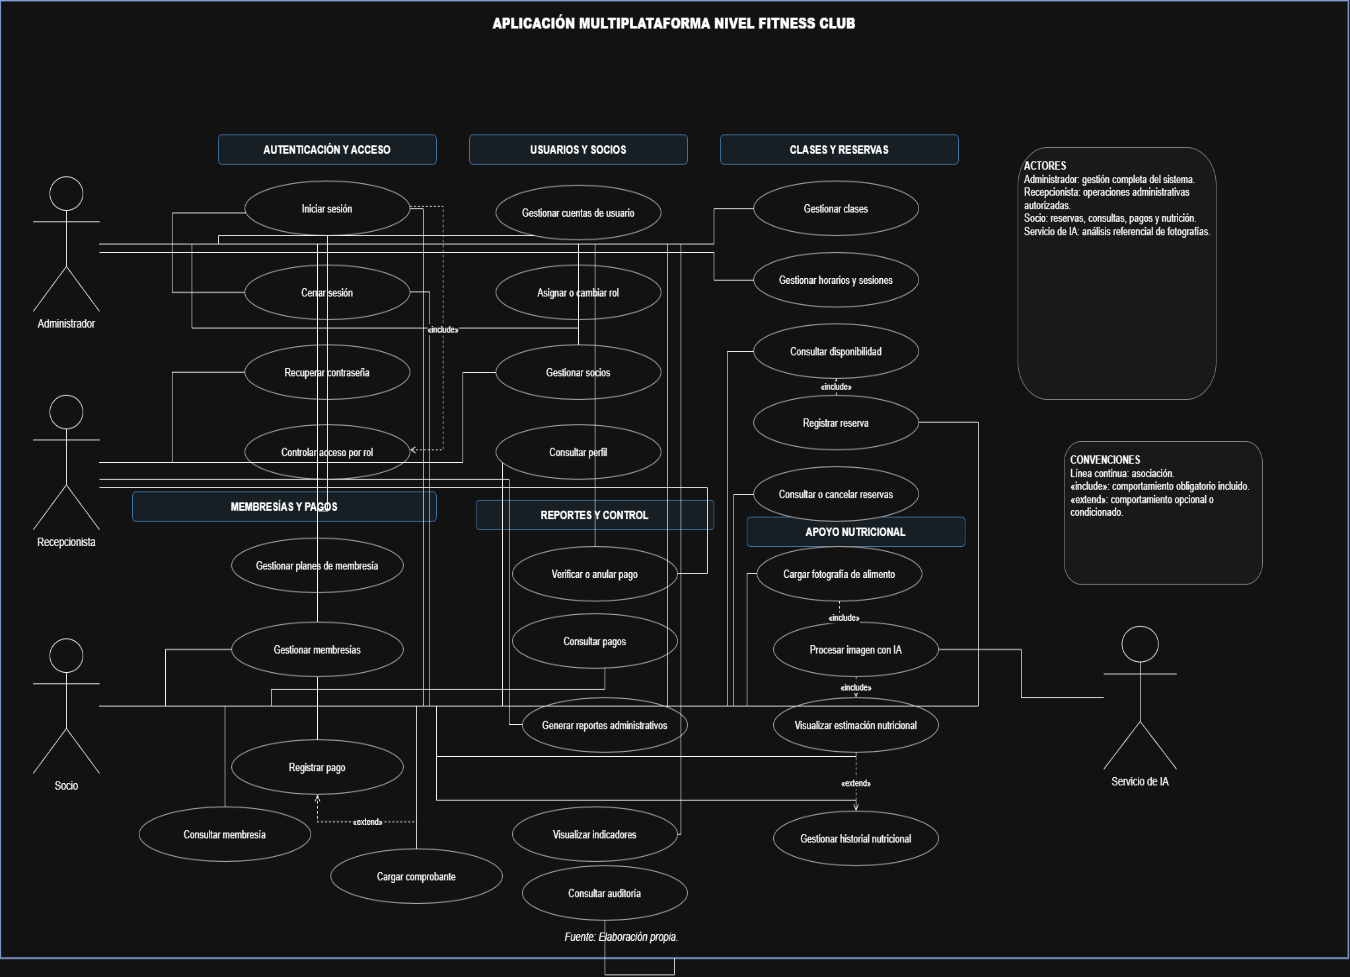 APLICACIÓN MULTIPLATAFORMA NIVEL FITNESS CLUB
AUTENTICACIÓN Y ACCESO
USUARIOS Y SOCIOS
CLASES Y RESERVAS
Administrador
Recepcionista
Socio
Iniciar sesión
Cerrar sesión
«include»
Recuperar contraseña
Controlar acceso por rol
MEMBRESÍAS Y PAGOS
Gestionar planes de membresía
Gestionar membresías
Registrar pago
«extend»
Consultar membresía
Cargar comprobante
Gestionar cuentas de usuario
Asignar o cambiar rol
Gestionar socios
Consultar perfil
REPORTES Y CONTROL
Verificar o anular pago
Consultar pagos
Generar reportes administrativos
Visualizar indicadores
Consultar auditoría
Gestionar clases
Gestionar horarios y sesiones
Consultar disponibilidad
«include»
Registrar reserva
Consultar o cancelar reservas
APOYO NUTRICIONAL
Cargar fotografía de alimento
«include»
Procesar imagen con IA
«include»
Visualizar estimación nutricional
«extend»
Gestionar historial nutricional
ACTORES
Administrador: gestión completa del sistema.
Recepcionista: operaciones administrativas
autorizadas.
Socio: reservas, consultas, pagos y nutrición.
Servicio de IA: análisis referencial de fotografías.
CONVENCIONES
Línea continua: asociación.
«include»: comportamiento obligatorio incluido.
«extend»: comportamiento opcional o
condicionado.
Servicio de IA
Fuente: Elaboración propia.